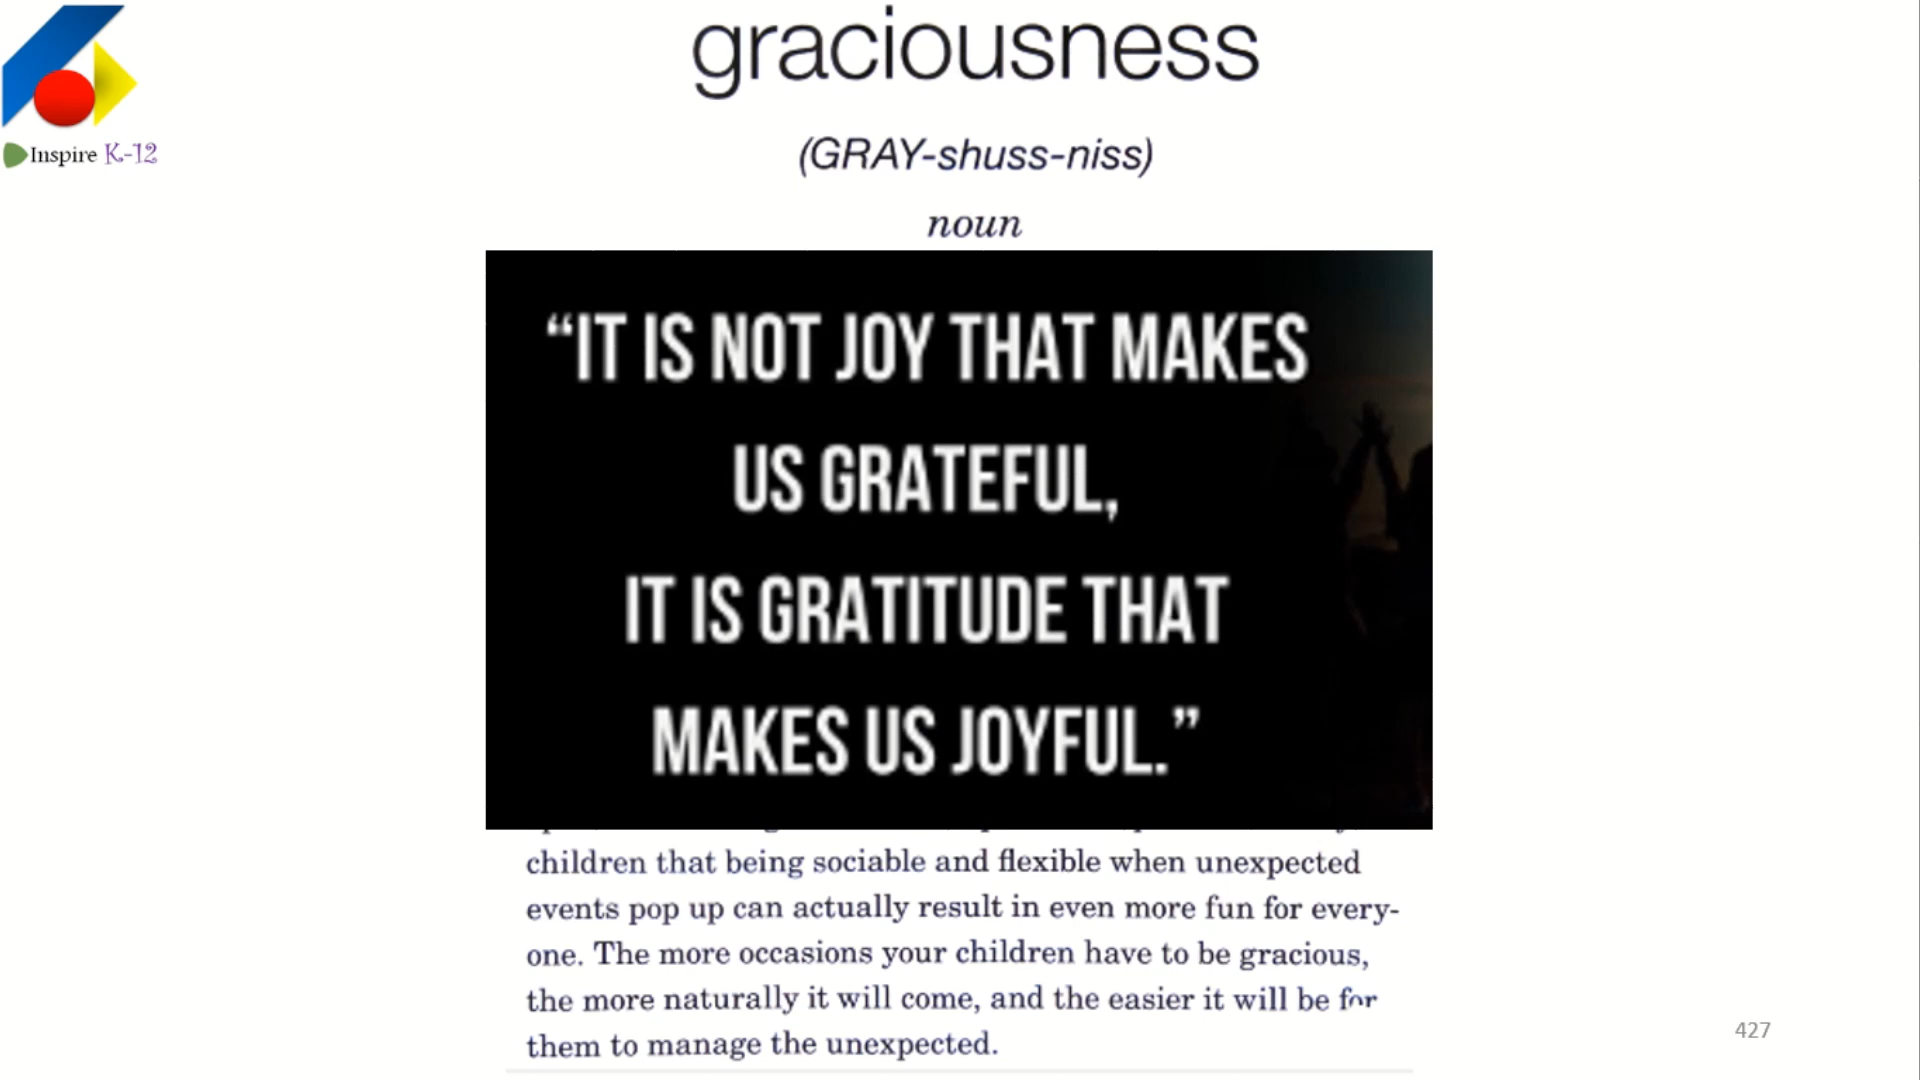 graciousness
Inspire K-12
(GRAY-shuss-niss)
noun
“IT IS NOT JOY THAT MAKES
US GRATEFUL,
IT IS GRATITUDE THAT
MAKES US JOYFUL.”
children that being sociable and flexible when unexpected
events pop up can actually result in even more fun for every-
one. The more occasions your children have to be gracious,
the more naturally it will come, and the easier it will be for
them to manage the unexpected.
427